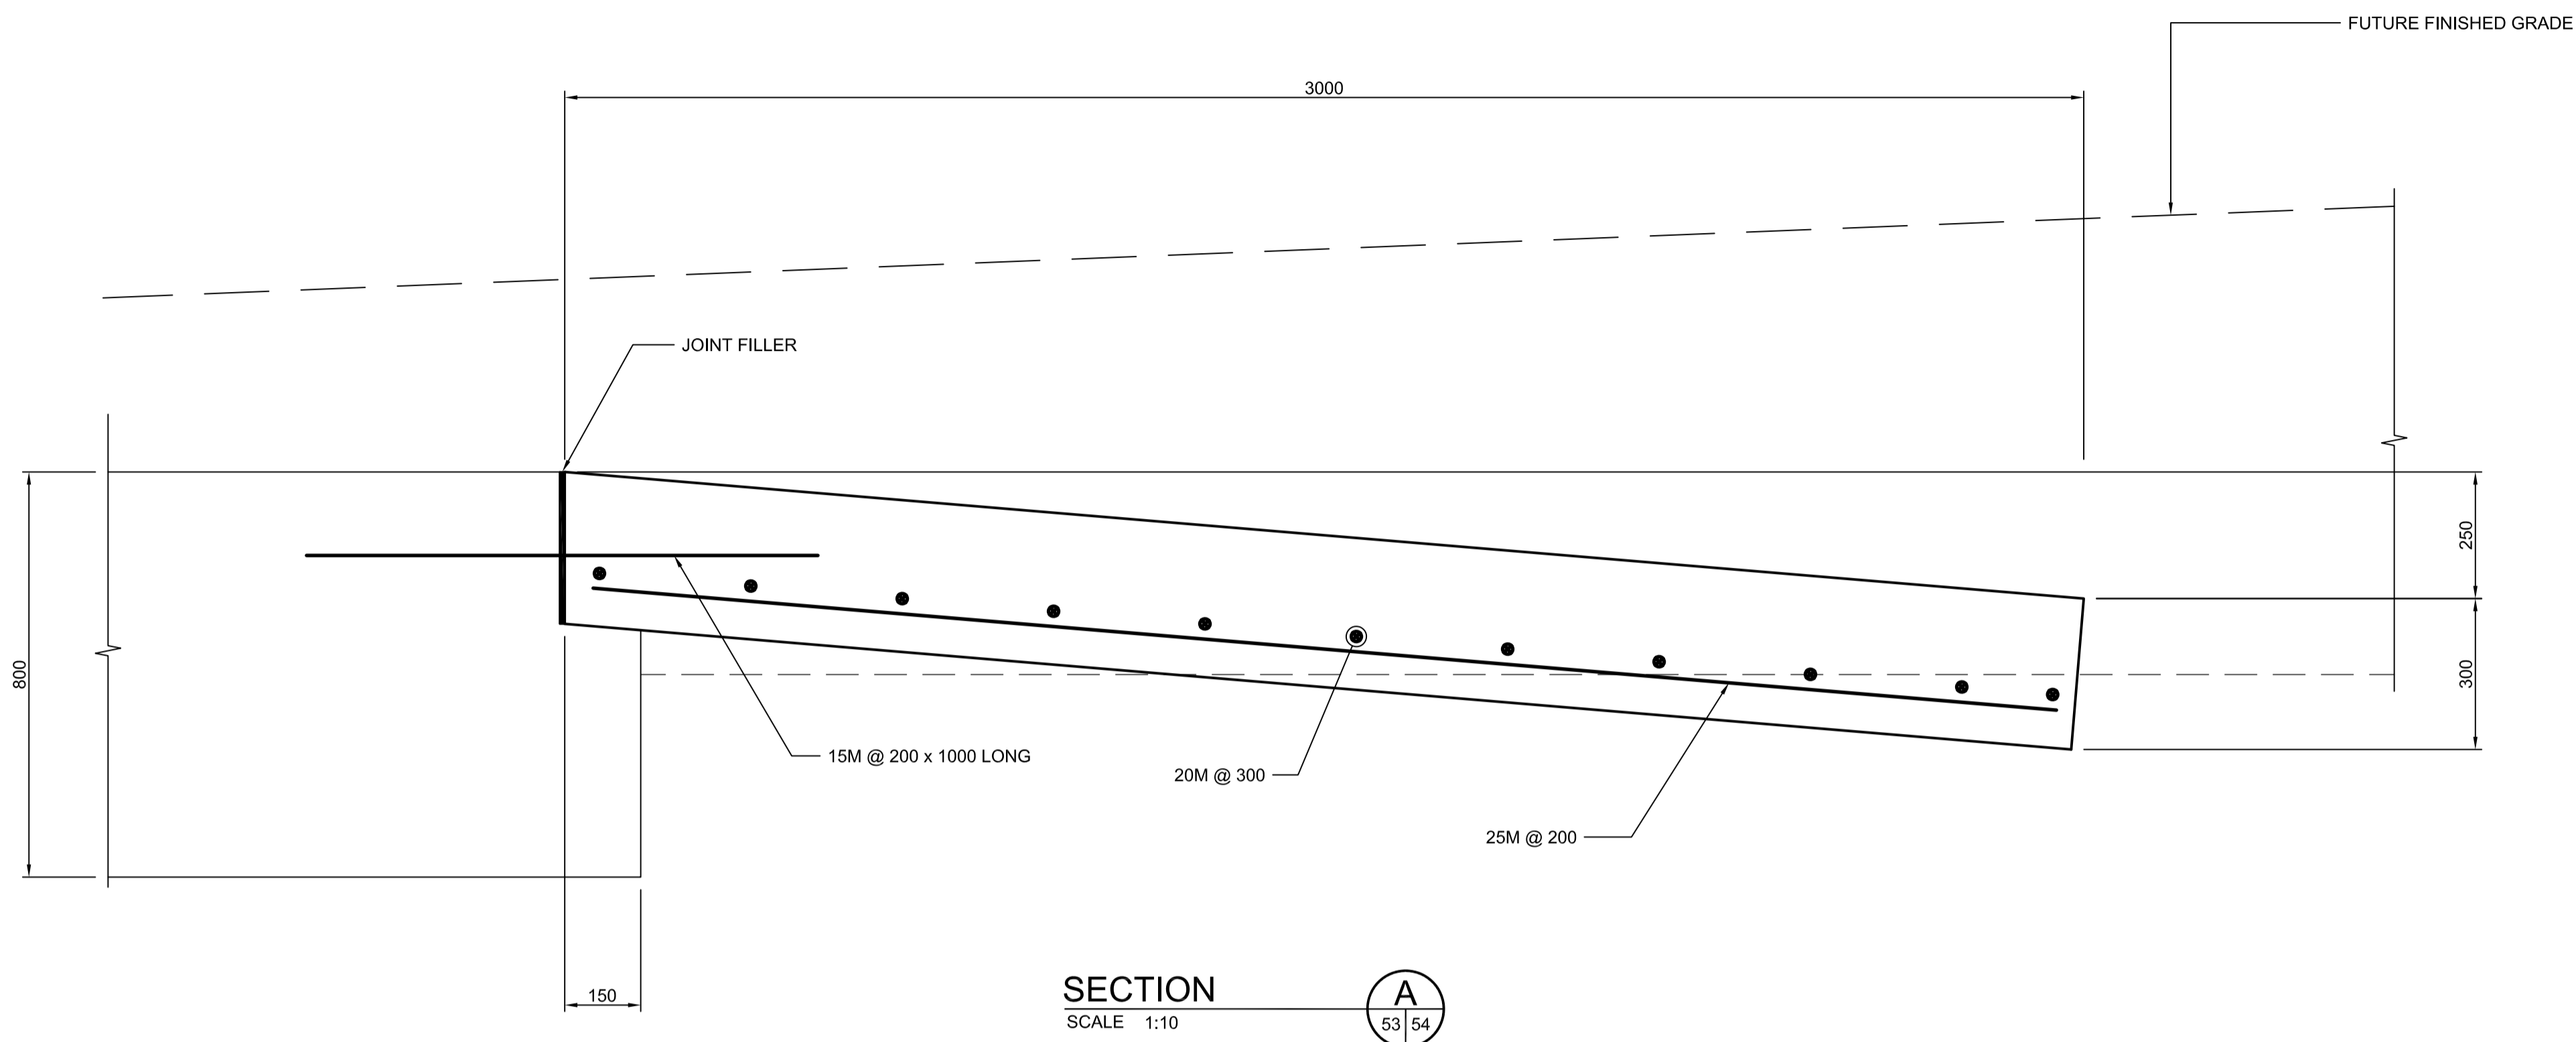 FUTURE FINISHED GRADE
3000
JOINT FILLER
250
800
300
15M @ 200 x 1000 LONG
20M @ 300
25M @ 200
150
SECTION
A
SCALE 1:10
53 54